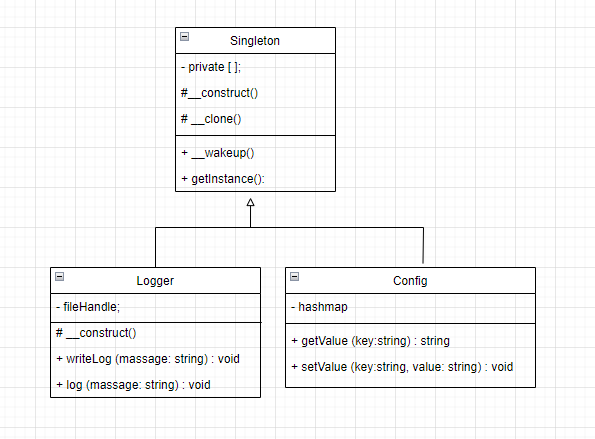 Singleton
- private [ ];
#__construct()
# __clone()
+ __wakeup()
+ getInstance():
Logger
- fileHandle;
# __construct()
+ writeLog (massage: string) : void
+ log (massage: string) : void
Config
- hashmap
+ getValue (key:string) : string
+ setValue (key:string, value: string) : void